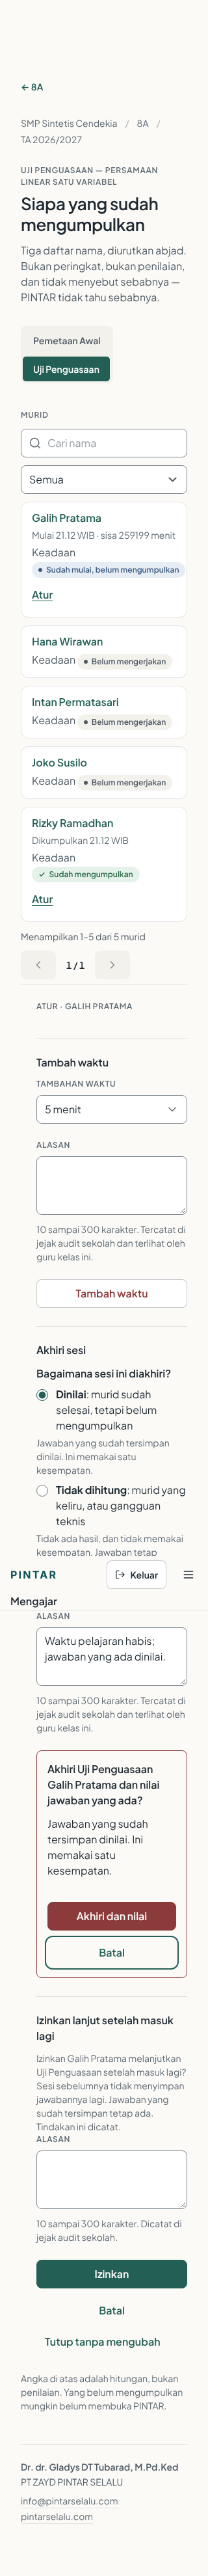 ← 8A
SMP Sintetis Cendekia / 8A /
TA 2026/2027
UJI PENGUASAAN — PERSAMAAN
LINEAR SATU VARIABEL
Siapa yang sudah
mengumpulkan
Tiga daftar nama, diurutkan abjad.
Bukan peringkat, bukan penilaian,
dan tidak menyebut sebabnya —
PINTAR tidak tahu sebabnya.
Pemetaan Awal
Uji Penguasaan
MURID
Cari nama
Semua
Galih Pratama
Mulai 21.12 WIB · sisa 259199 menit
Keadaan
Sudah mulai, belum mengumpulkan
Atur
Hana Wirawan
Keadaan Belum mengerjakan
Intan Permatasari
Keadaan Belum mengerjakan
Joko Susilo
Keadaan Belum mengerjakan
Rizky Ramadhan
Dikumpulkan 21.12 WIB
Keadaan
Sudah mengumpulkan
Atur
Menampilkan 1–5 dari 5 murid
1/1
ATUR · GALIH PRATAMA
Tambah waktu
TAMBAHAN WAKTU
5 menit
ALASAN
10 sampai 300 karakter. Tercatat di
jejak audit sekolah dan terlihat oleh
guru kelas ini.
Tambah waktu
Akhiri sesi
Bagaimana sesi ini diakhiri?
Dinilai: murid sudah
selesai, tetapi belum
mengumpulkan
Jawaban yang sudah tersimpan
dinilai. Ini memakai satu
kesempatan.
Tidak dihitung: murid yang
keliru, atau gangguan
teknis
Tidak ada hasil, dan tidak memakai
kesempatan. Jawaban tetap
PINTAR
Keluar
Mengajar
ALASAN
Waktu pelajaran habis;
jawaban yang ada dinilai.
10 sampai 300 karakter. Tercatat di
jejak audit sekolah dan terlihat oleh
guru kelas ini.
Akhiri Uji Penguasaan
Galih Pratama dan nilai
jawaban yang ada?
Jawaban yang sudah
tersimpan dinilai. Ini
memakai satu
kesempatan.
Akhiri dan nilai
Batal
Izinkan lanjut setelah masuk
lagi
Izinkan Galih Pratama melanjutkan
Uji Penguasaan setelah masuk lagi?
Sesi sebelumnya tidak menyimpan
jawabannya lagi. Jawaban yang
sudah tersimpan tetap ada.
Tindakan ini dicatat.
ALASAN
10 sampai 300 karakter. Dicatat di
jejak audit sekolah.
Izinkan
Batal
Tutup tanpa mengubah
Angka di atas adalah hitungan, bukan
penilaian. Yang belum mengumpulkan
mungkin belum membuka PINTAR.
Dr. dr. Gladys DT Tubarad, M.Pd.Ked
PT ZAYD PINTAR SELALU
info@pintarselalu.com
pintarselalu.com